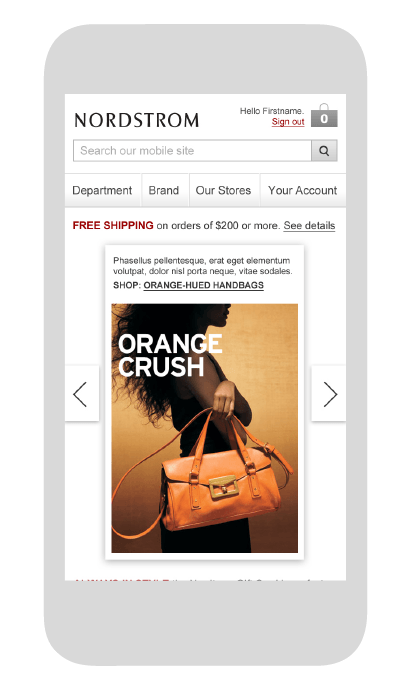 NORDSTROM
Hello Firstname.
Sign out
0
Search our mobile site
Department Brand Our Stores Your Account
FREE SHIPPING on orders of $200 or more. See details
Phasellus pellentesque, erat eget elementum
volutpat, dolor nisl porta neque, vitae sodales.
SHOP: ORANGE-HUED HANDBAGS
ORANGE
CRUSH